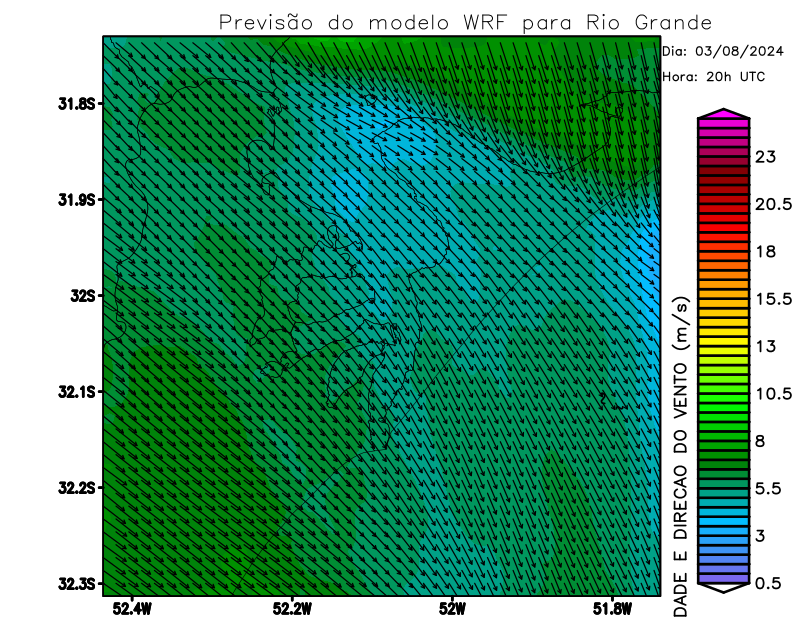 Previsão do modelo WRF para Rio Grande
Dia: 03/08/2024
Hora: 20h UTC
31.8S
31.9S
32S
32.1S
32.2S
32.3S
52.4W
52.2W
52W
51.8W
23
20.5
18
15.5
13
10.5
8
5.5
3
0.5
DADE E DIRECAO DO VENTO (m/s)